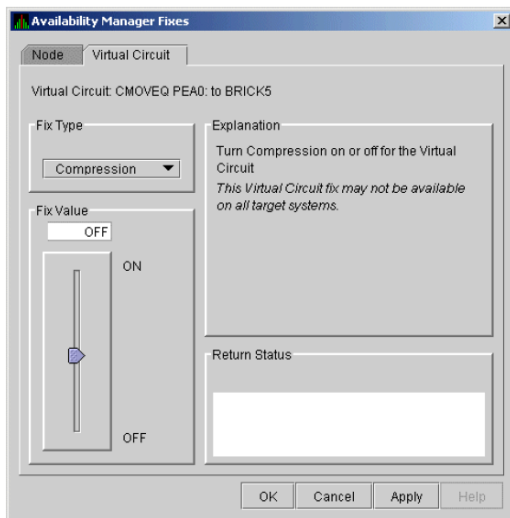 Availability Manager Fixes
Node
Virtual Circuit
Virtual Circuit: CMOVEQ PEA0: to BRICK5
Fix Type
Compression
Explanation
Turn Compression on or off for the Virtual
Circuit
This Virtual Circuit fix may not be available
on all target systems.
Fix Value
OFF
ON
OFF
Return Status
OK
Cancel
Apply
Help